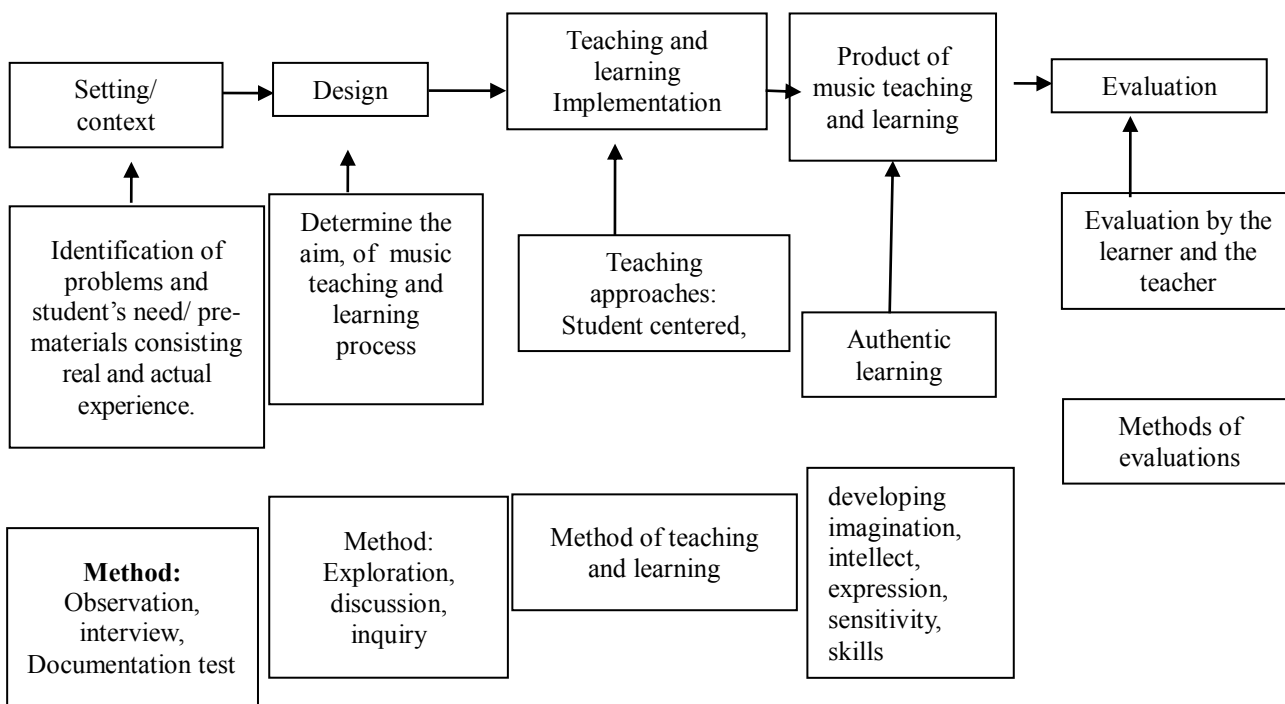 Setting/
context
Design
Teaching and
learning
Implementation
Product of
music teaching
and learning
Evaluation
Identification of
problems and
student’s need/ pre-
materials consisting
real and actual
experience.
Determine the
aim, of music
teaching and
learning
process
Teaching
approaches:
Student centered,
Authentic
learning
Evaluation by the
learner and the
teacher
Methods of
evaluations
Method:
Observation,
interview,
Documentation test
Method:
Exploration,
discussion,
inquiry
Method of teaching
and learning
developing
imagination,
intellect,
expression,
sensitivity,
skills